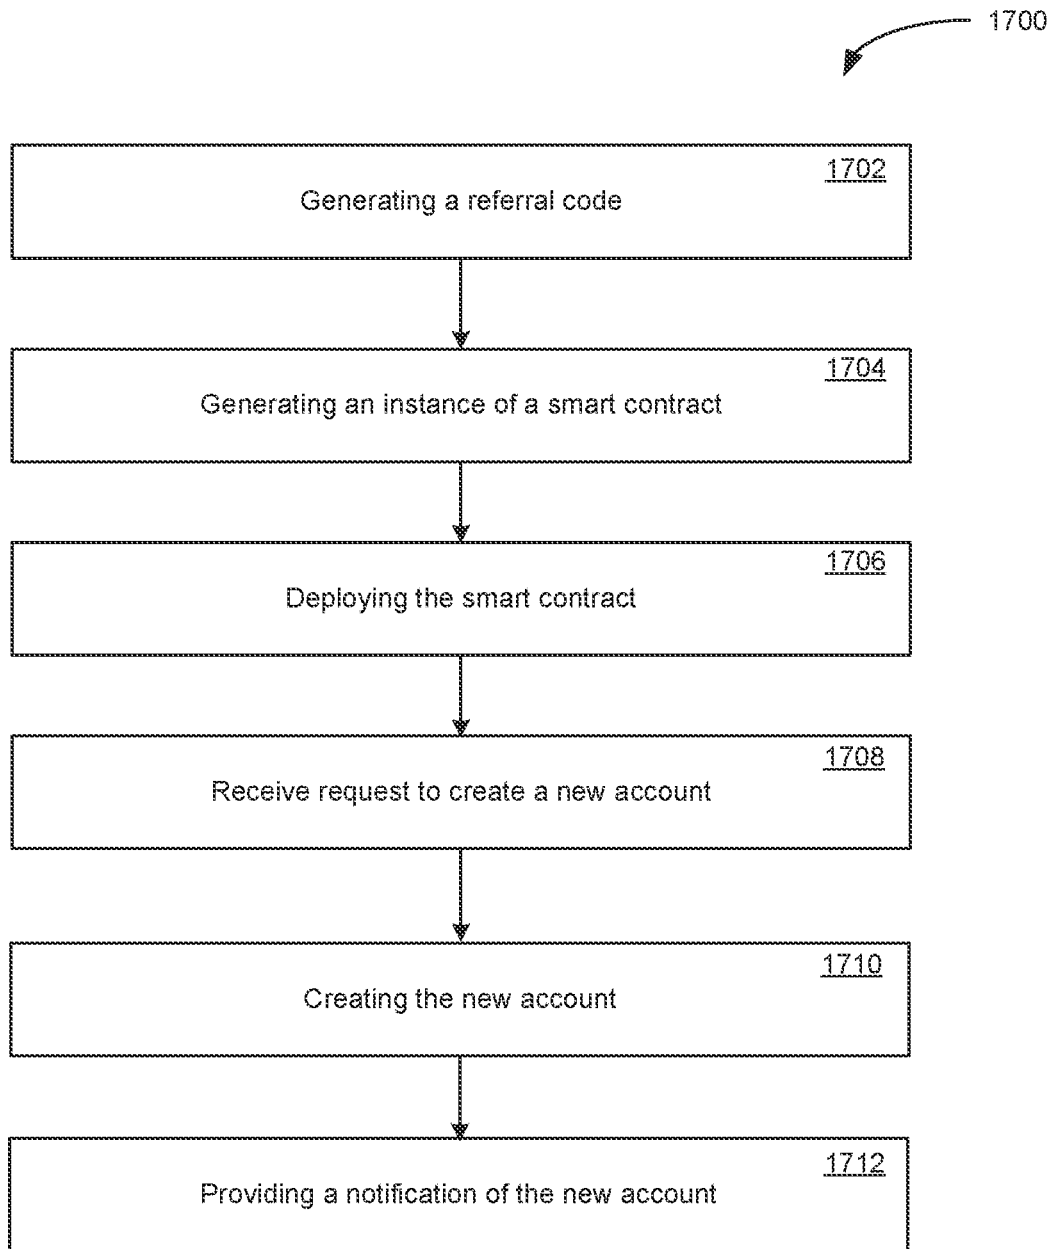 1700
1702
Generating a referral code
1704
Generating an instance of a smart contract
1706
Deploying the smart contract
1708
Receive request to create a new account
1710
Creating the new account
1712
Providing a notification of the new account